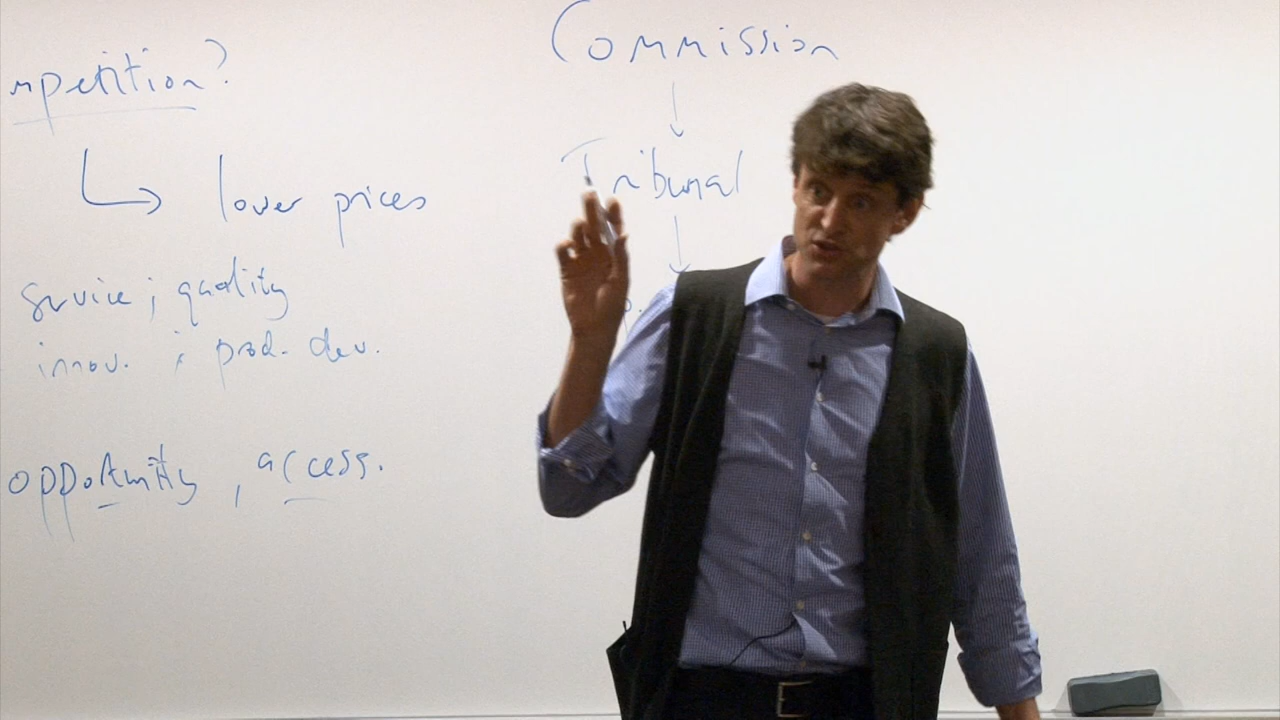 mpetition?
lower prices
service; quality
innov. ; prod. dev.
opportunity, access.
Commission
Tribunal